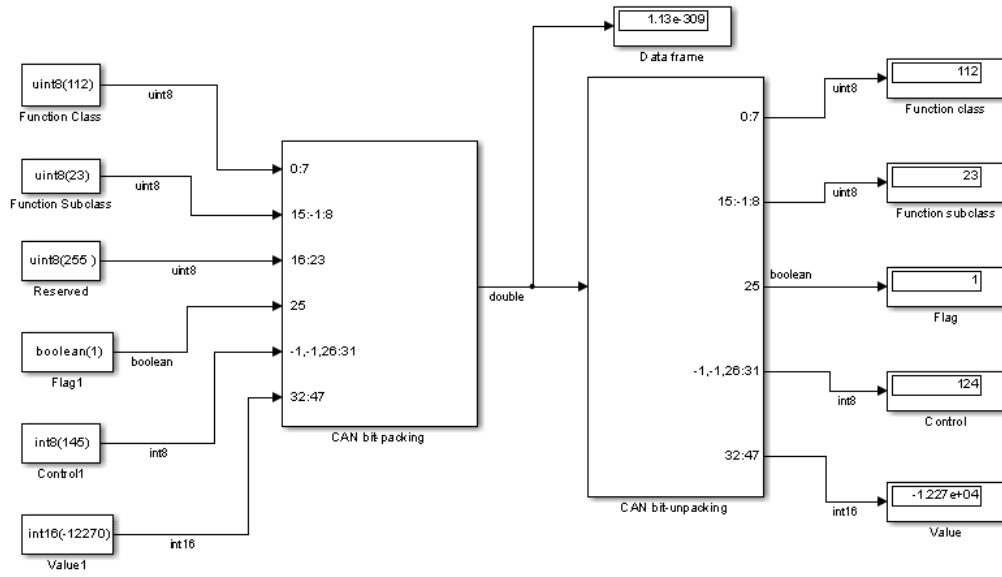 1.13e-309
Data frame
uint8(112)
Function Class
uint8
uint8(23)
Function Subclass
uint8
uint8(255 )
Reserved
uint8
boolean(1)
Flag1
boolean
int8(145)
Control1
int8
int16(-12270)
Value1
int16
0:7
15:-1:8
16:23
25
-1,-1,26:31
32:47
CAN bit-packing
double
0:7
15:-1:8
25
-1,-1,26:31
32:47
CAN bit-unpacking
uint8
112
Function class
uint8
23
Function subclass
boolean
1
Flag
int8
124
Control
int16
-1.227e+04
Value